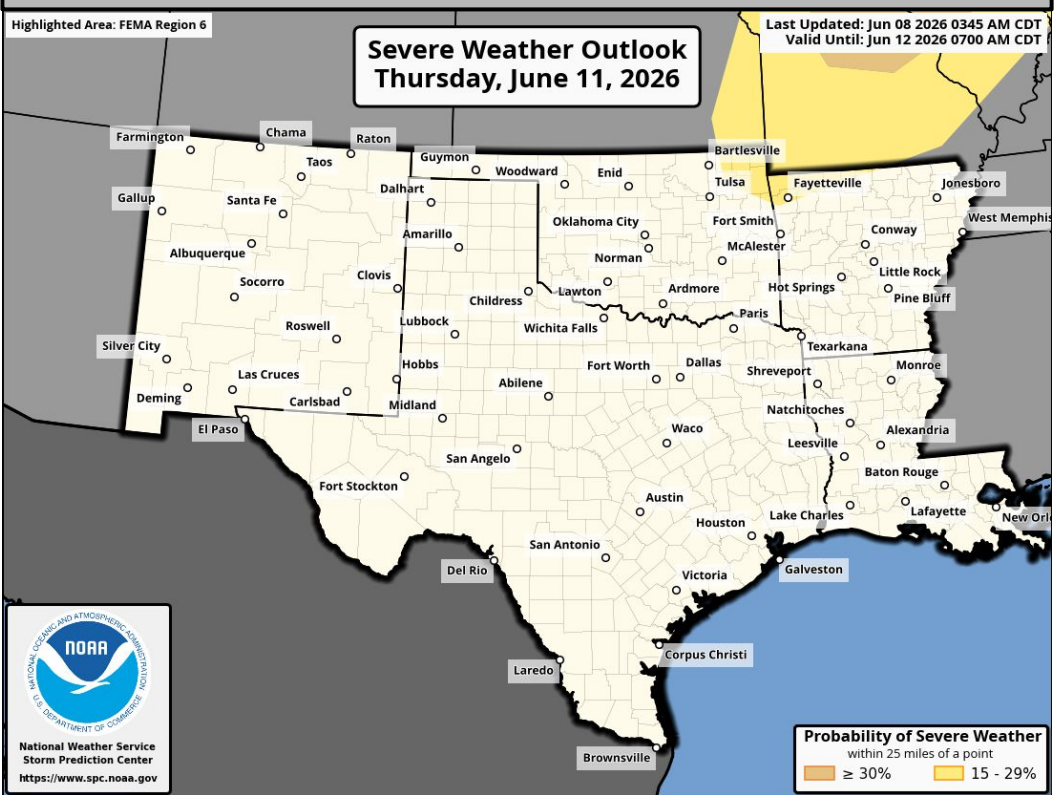 Highlighted Area: FEMA Region 6
Last Updated: Jun 08 2026 0345 AM CDT
Valid Until: Jun 12 2026 0700 AM CDT
Severe Weather Outlook
Thursday, June 11, 2026
Farmington
Chama
Raton
Taos
Guymon
Woodward
Enid
Bartlesville
Tulsa
Fayetteville
Jonesboro
Gallup
Santa Fe
Dalhart
Oklahoma City
Fort Smith
West Memphis
Albuquerque
Amarillo
Norman
McAlester
Conway
Socorro
Clovis
Childress
Lawton
Ardmore
Hot Springs
Little Rock
Pine Bluff
Roswell
Lubbock
Wichita Falls
Paris
Texarkana
Silver City
Las Cruces
Hobbs
Abilene
Fort Worth
Dallas
Shreveport
Monroe
Deming
Carlsbad
Midland
Natchitoches
El Paso
San Angelo
Waco
Leesville
Alexandria
Fort Stockton
Austin
Baton Rouge
Houston
Lake Charles
Lafayette
New Orl
Del Rio
San Antonio
Victoria
Galveston
Laredo
Corpus Christi
Brownsville
NATIONAL OCEANIC AND ATMOSPHERIC ADMINISTRATION
NOAA
U.S. DEPARTMENT OF COMMERCE
National Weather Service
Storm Prediction Center
https://www.spc.noaa.gov
Probability of Severe Weather
within 25 miles of a point
≥ 30%
15 - 29%